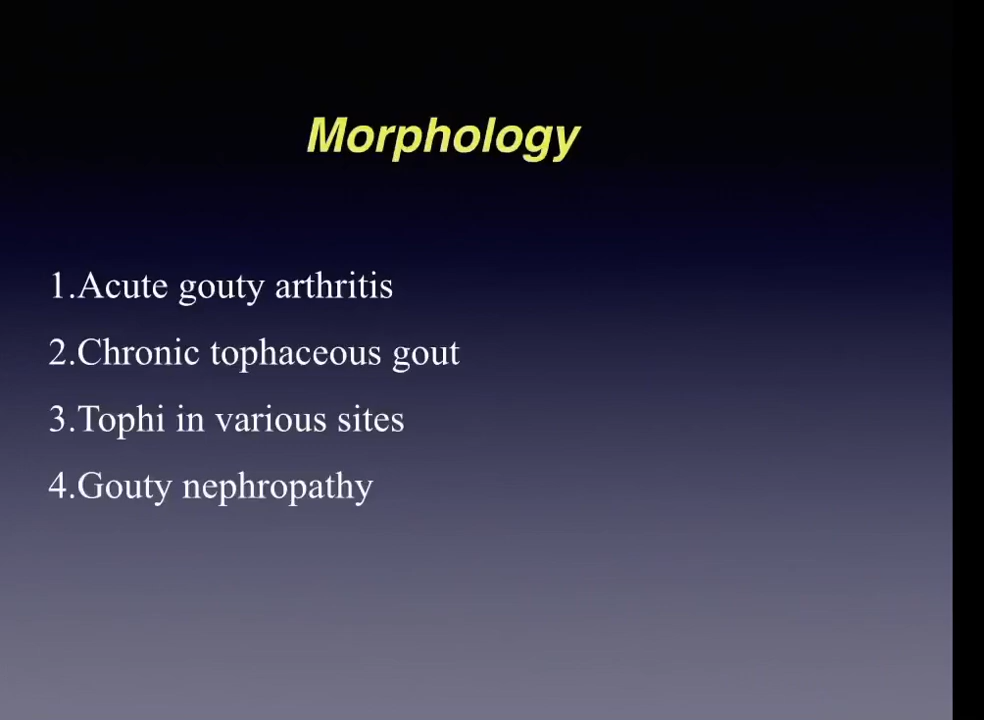 Morphology
1.Acute gouty arthritis
2.Chronic tophaceous gout
3.Tophi in various sites
4.Gouty nephropathy